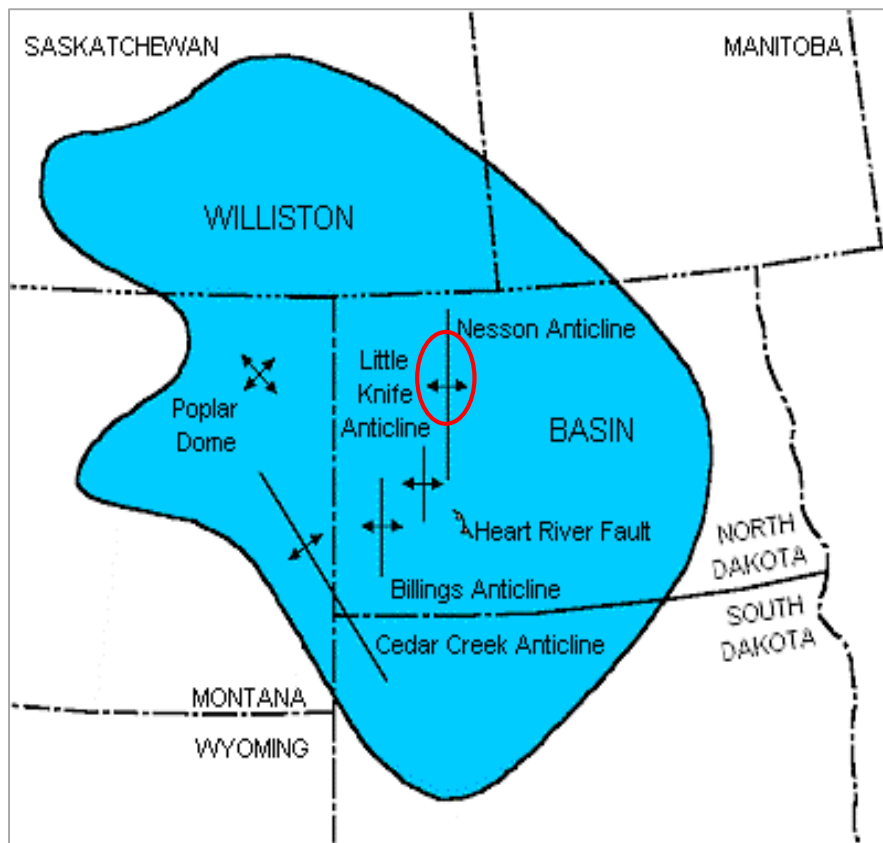 SASKATCHEWAN
MANITOBA
WILLISTON
Nesson Anticline
Little
Knife
Anticline
Poplar
Dome
BASIN
Heart River Fault
NORTH
DAKOTA
Billings Anticline
SOUTH
DAKOTA
Cedar Creek Anticline
MONTANA
WYOMING